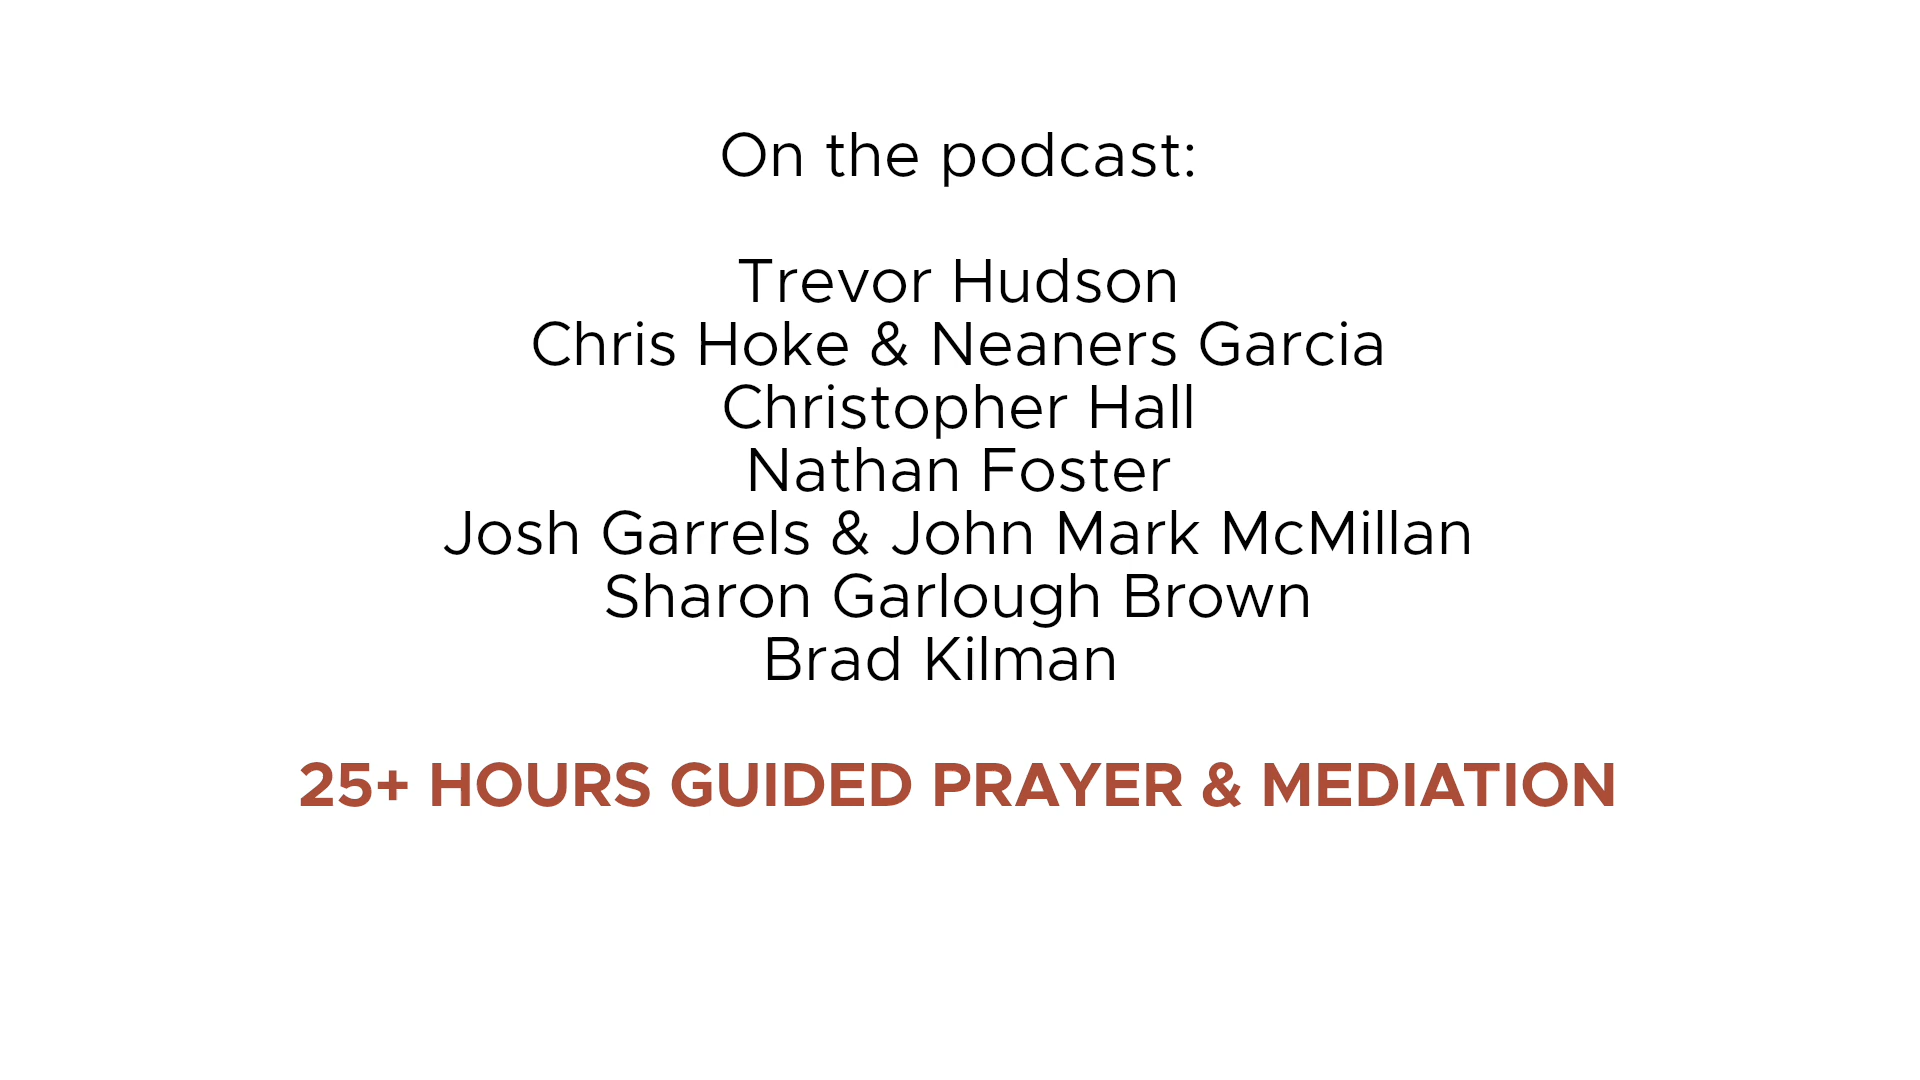 On the podcast:
Trevor Hudson
Chris Hoke & Neaners Garcia
Christopher Hall
Nathan Foster
Josh Garrels & John Mark McMillan
Sharon Garlough Brown
Brad Kilman
25+ HOURS GUIDED PRAYER & MEDIATION